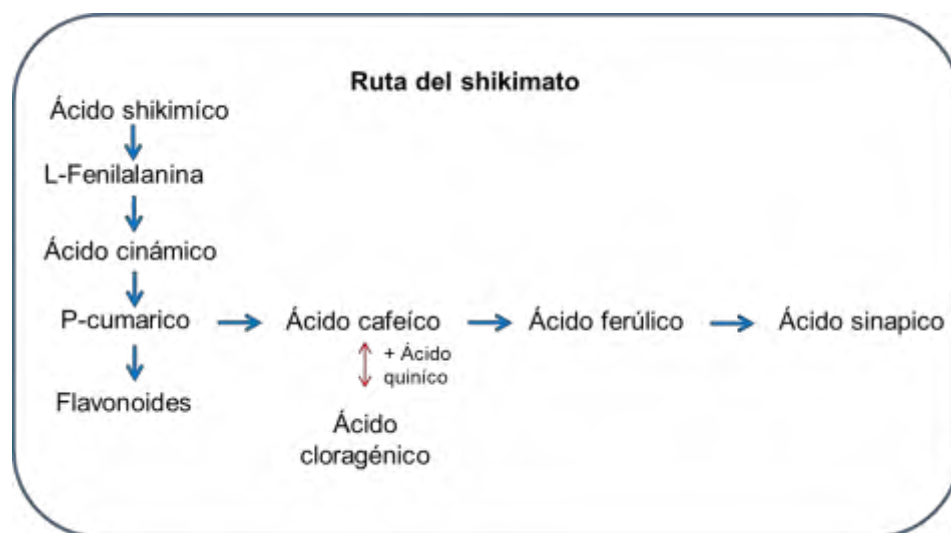 Ruta del shikimato
Ácido shikimíco
L-Fenilalanina
Ácido cinámico
P-cumarico
Ácido cafeíco
Ácido ferúlico
Ácido sinapico
+ Ácido
quiníco
Flavonoides
Ácido
cloragénico